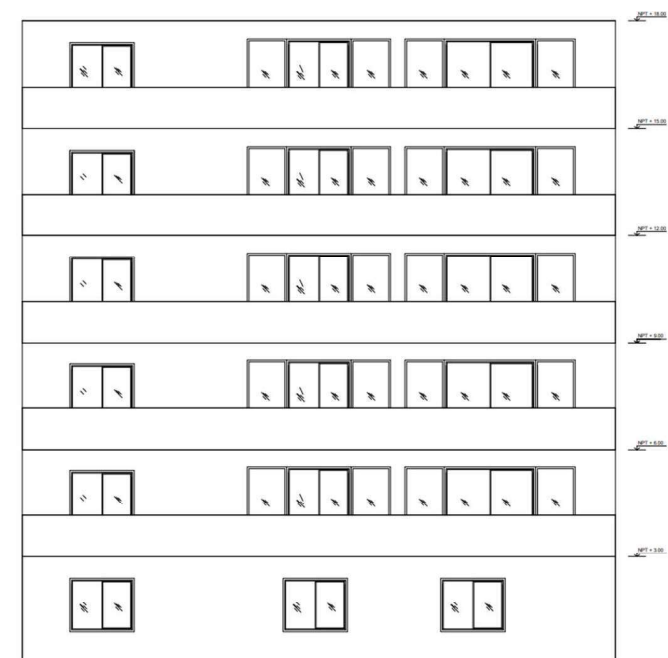 NPT + 18.00
NPT + 15.00
NPT + 12.00
NPT + 9.00
NPT + 6.00
NPT + 3.00